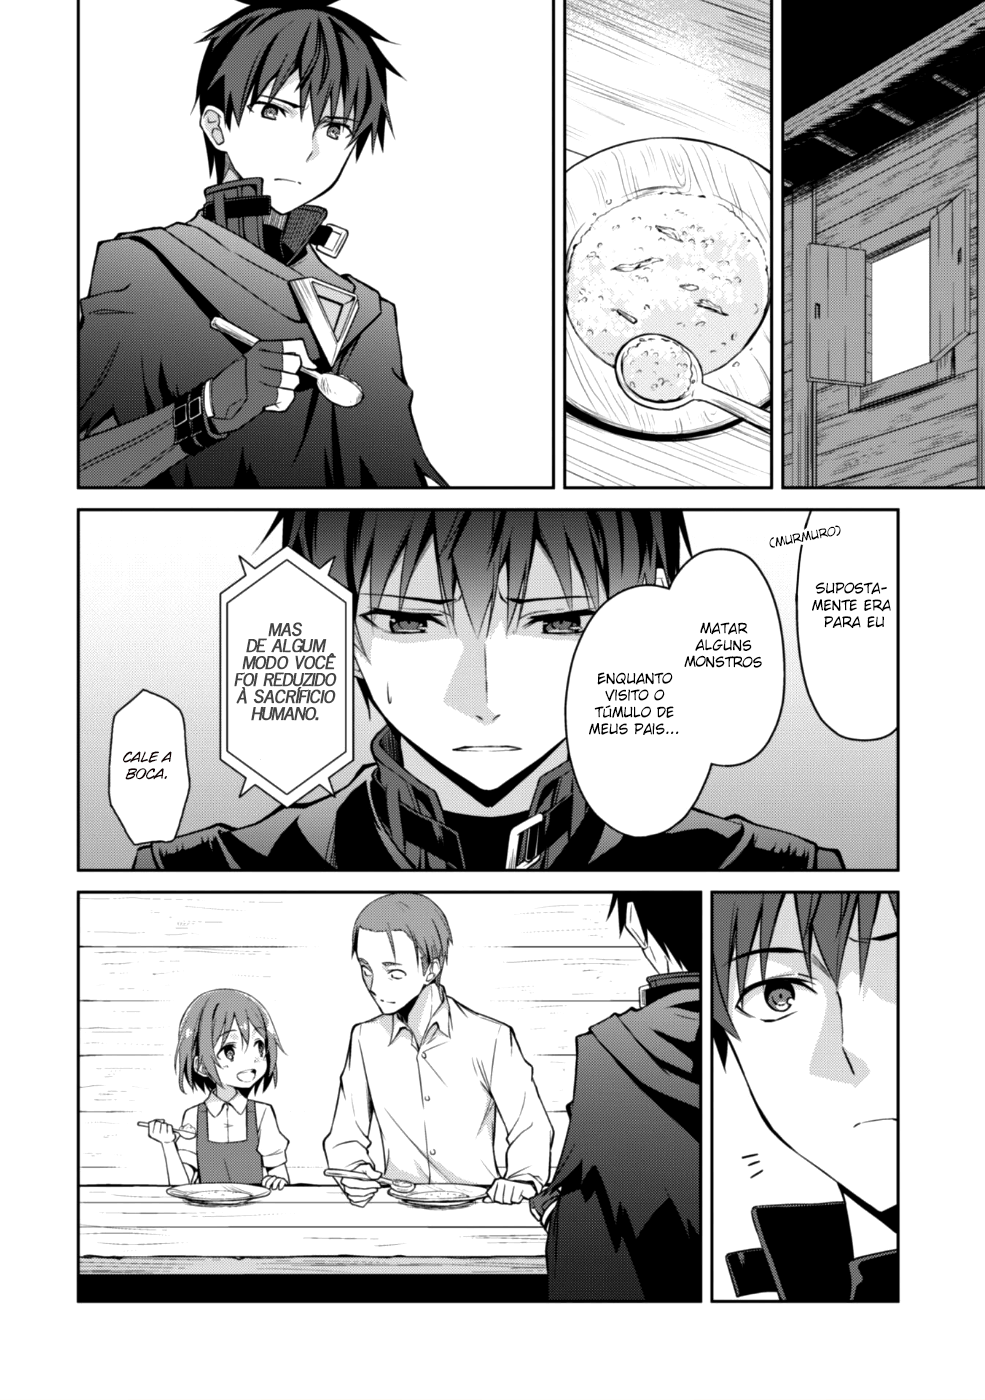 (MURMURO)
SUPOSTA-
MENTE ERA
PARA EU
MATAR
ALGUNS
MONSTROS
ENQUANTO
VISITO O
TÚMULO DE
MEUS PAIS...
MAS
DE ALGUM
MODO VOCÊ
FOI REDUZIDO
À SACRÍFICIO
HUMANO.
CALE A
BOCA.